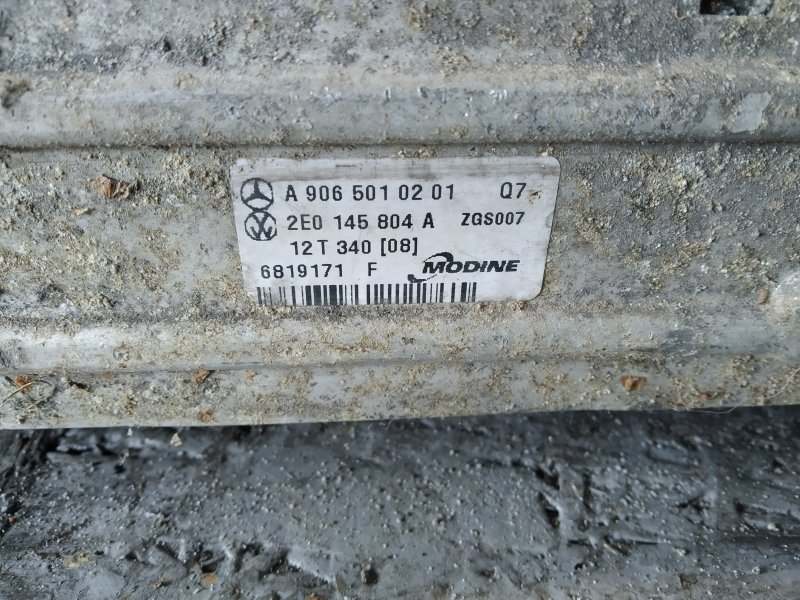 A 906 501 02 01 Q7
2E0 145 804 A ZGS007
12 T 340 [08]
6819171 F MODINE